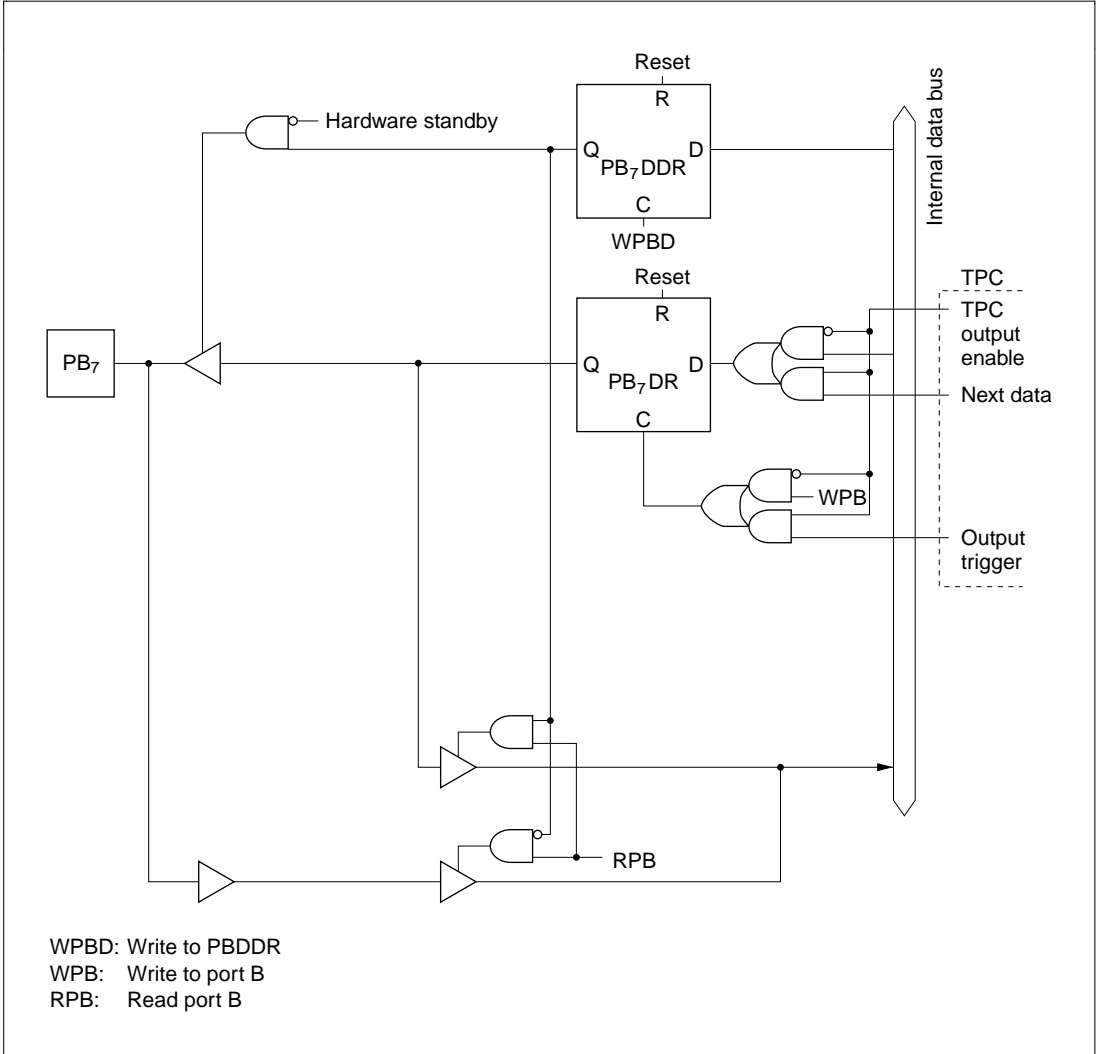 Reset
R
Hardware standby
Q
D
PB₇DDR
C
WPBD
Internal data bus
Reset
R
TPC
TPC
output
enable
PB₇
Q
D
PB₇DR
C
Next data
WPB
Output
trigger
RPB
WPBD: Write to PBDDR
WPB: Write to port B
RPB: Read port B